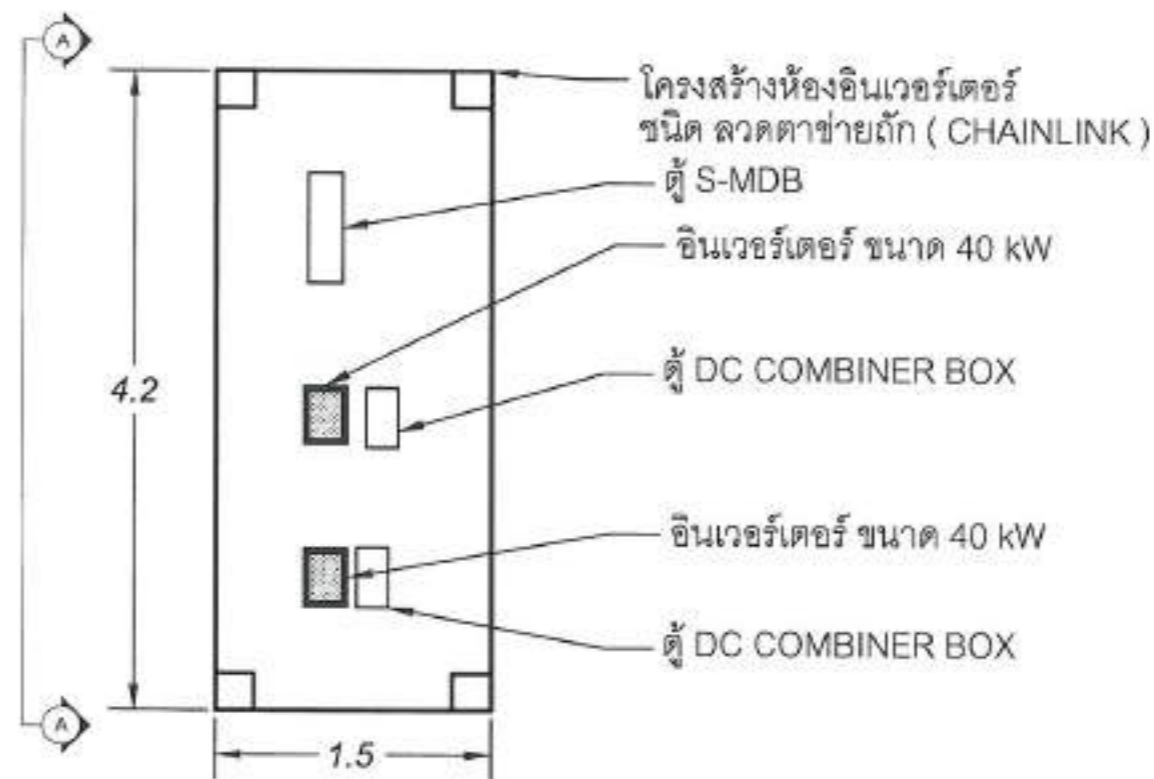 A
โครงสร้างห้องอินเวอร์เตอร์
ชนิด ลวดตาข่ายถัก ( CHAINLINK )
ตู้ S-MDB
อินเวอร์เตอร์ ขนาด 40 kW
ตู้ DC COMBINER BOX
4.2
อินเวอร์เตอร์ ขนาด 40 kW
ตู้ DC COMBINER BOX
A
1.5